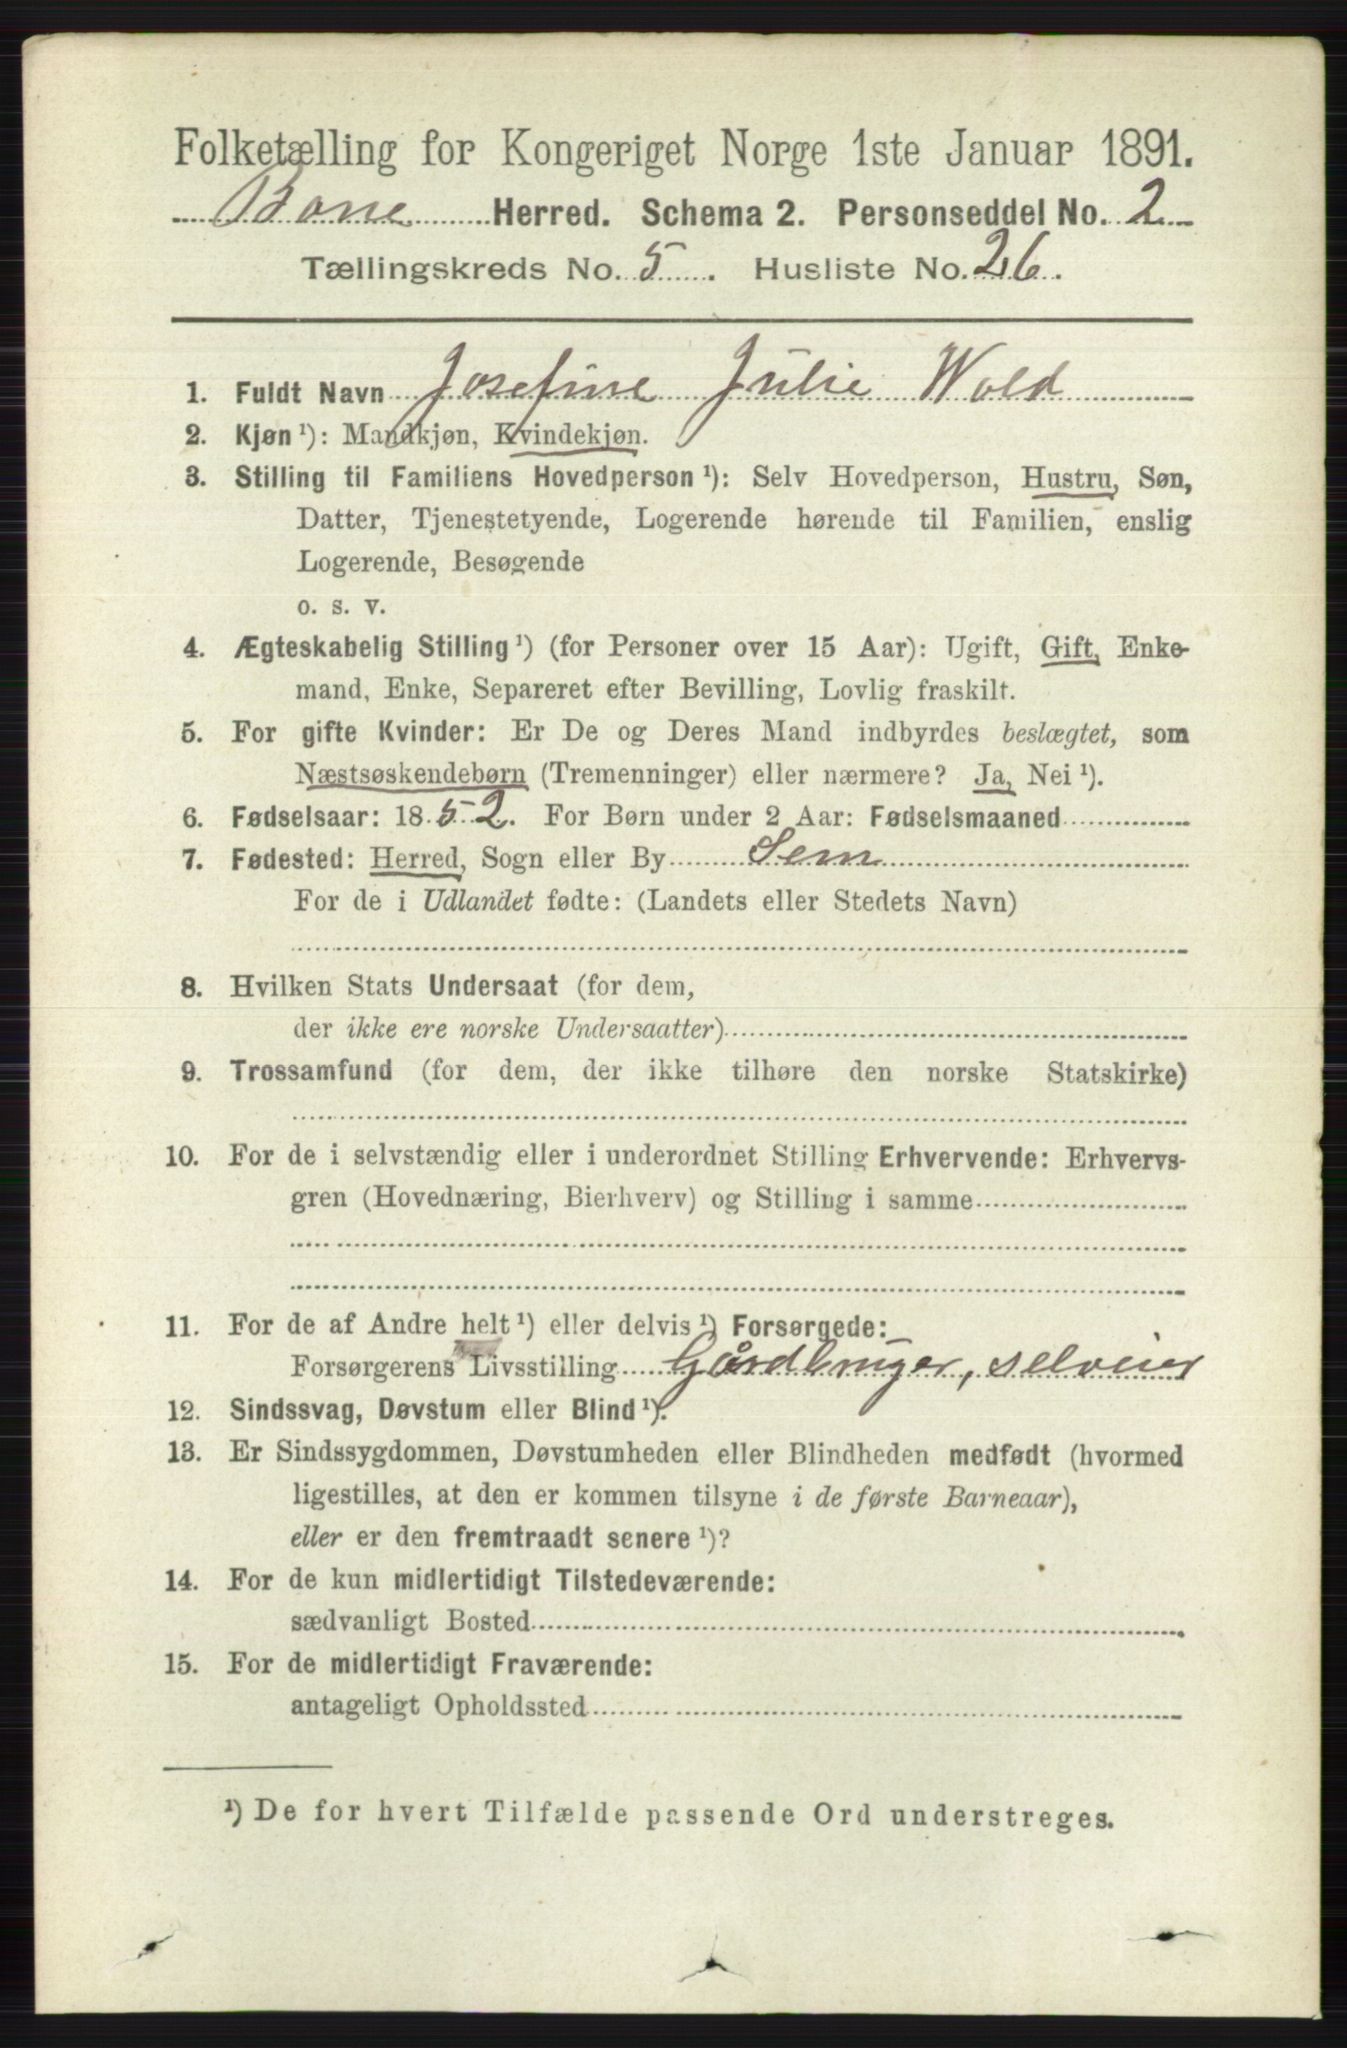 Folketælling for Kongeriget Norge 1ste Januar 1891.
Borre Herred. Schema 2. Personseddel No. 2
Tællingskreds No. 5. Husliste No. 26.
1. Fuldt Navn Josefine Julie Wold
2. Kjøn ¹): Mandkjøn, Kvindekjøn.
3. Stilling til Familiens Hovedperson ¹): Selv Hovedperson, Hustru, Søn,
Datter, Tjenestetyende, Logerende hørende til Familien, enslig
Logerende, Besøgende
o. s. v.
4. Ægteskabelig Stilling ¹) (for Personer over 15 Aar): Ugift, Gift, Enke-
mand, Enke, Separeret efter Bevilling, Lovlig fraskilt.
5. For gifte Kvinder: Er De og Deres Mand indbyrdes beslægtet, som
Næstsøskendebørn (Tremenninger) eller nærmere? Ja, Nei ¹).
6. Fødselsaar: 1852. For Børn under 2 Aar: Fødselsmaaned
7. Fødested: Herred, Sogn eller By Sem
For de i Udlandet fødte: (Landets eller Stedets Navn)
8. Hvilken Stats Undersaat (for dem,
der ikke ere norske Undersaatter)
9. Trossamfund (for dem, der ikke tilhøre den norske Statskirke)
10. For de i selvstændig eller i underordnet Stilling Erhvervende: Erhvervs-
gren (Hovednæring, Bierhverv) og Stilling i samme
11. For de af Andre helt ¹) eller delvis ¹) Forsørgede:
Forsørgerens Livsstilling Gårdbruger, selveier
12. Sindssvag, Døvstum eller Blind ¹).
13. Er Sindssygdommen, Døvstumheden eller Blindheden medfødt (hvormed
ligestilles, at den er kommen tilsyne i de første Barneaar),
eller er den fremtraadt senere ¹)?
14. For de kun midlertidigt Tilstedeværende:
sædvanligt Bosted
15. For de midlertidigt Fraværende:
antageligt Opholdssted
¹) De for hvert Tilfælde passende Ord understreges.